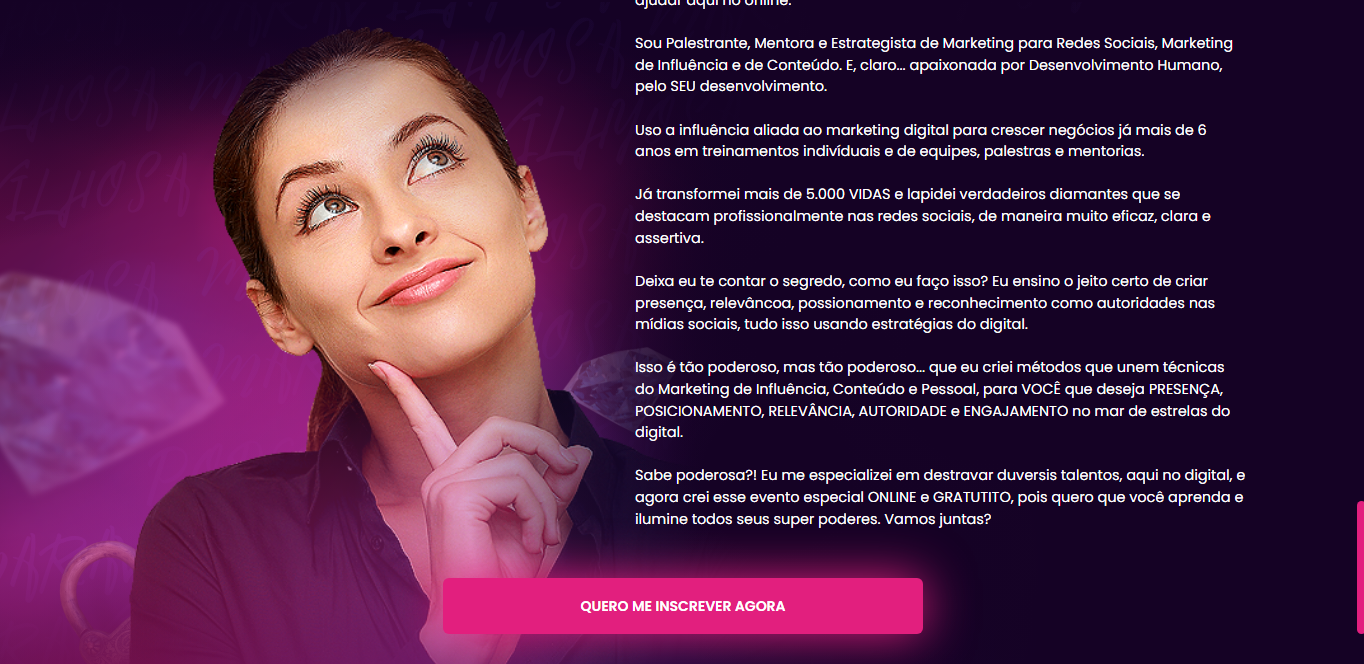 ajudar aqui no online.
Sou Palestrante, Mentora e Estrategista de Marketing para Redes Sociais, Marketing
de Influência e de Conteúdo. E, claro... apaixonada por Desenvolvimento Humano,
pelo SEU desenvolvimento.
Uso a influência aliada ao marketing digital para crescer negócios já mais de 6
anos em treinamentos indivíduais e de equipes, palestras e mentorias.
Já transformei mais de 5.000 VIDAS e lapidei verdadeiros diamantes que se
destacam profissionalmente nas redes sociais, de maneira muito eficaz, clara e
assertiva.
Deixa eu te contar o segredo, como eu faço isso? Eu ensino o jeito certo de criar
presença, relevâncoa, possionamento e reconhecimento como autoridades nas
mídias sociais, tudo isso usando estratégias do digital.
Isso é tão poderoso, mas tão poderoso... que eu criei métodos que unem técnicas
do Marketing de Influência, Conteúdo e Pessoal, para VOCÊ que deseja PRESENÇA,
POSICIONAMENTO, RELEVÂNCIA, AUTORIDADE e ENGAJAMENTO no mar de estrelas do
digital.
Sabe poderosa?! Eu me especializei em destravar duversis talentos, aqui no digital, e
agora crei esse evento especial ONLINE e GRATUTITO, pois quero que você aprenda e
ilumine todos seus super poderes. Vamos juntas?
QUERO ME INSCREVER AGORA